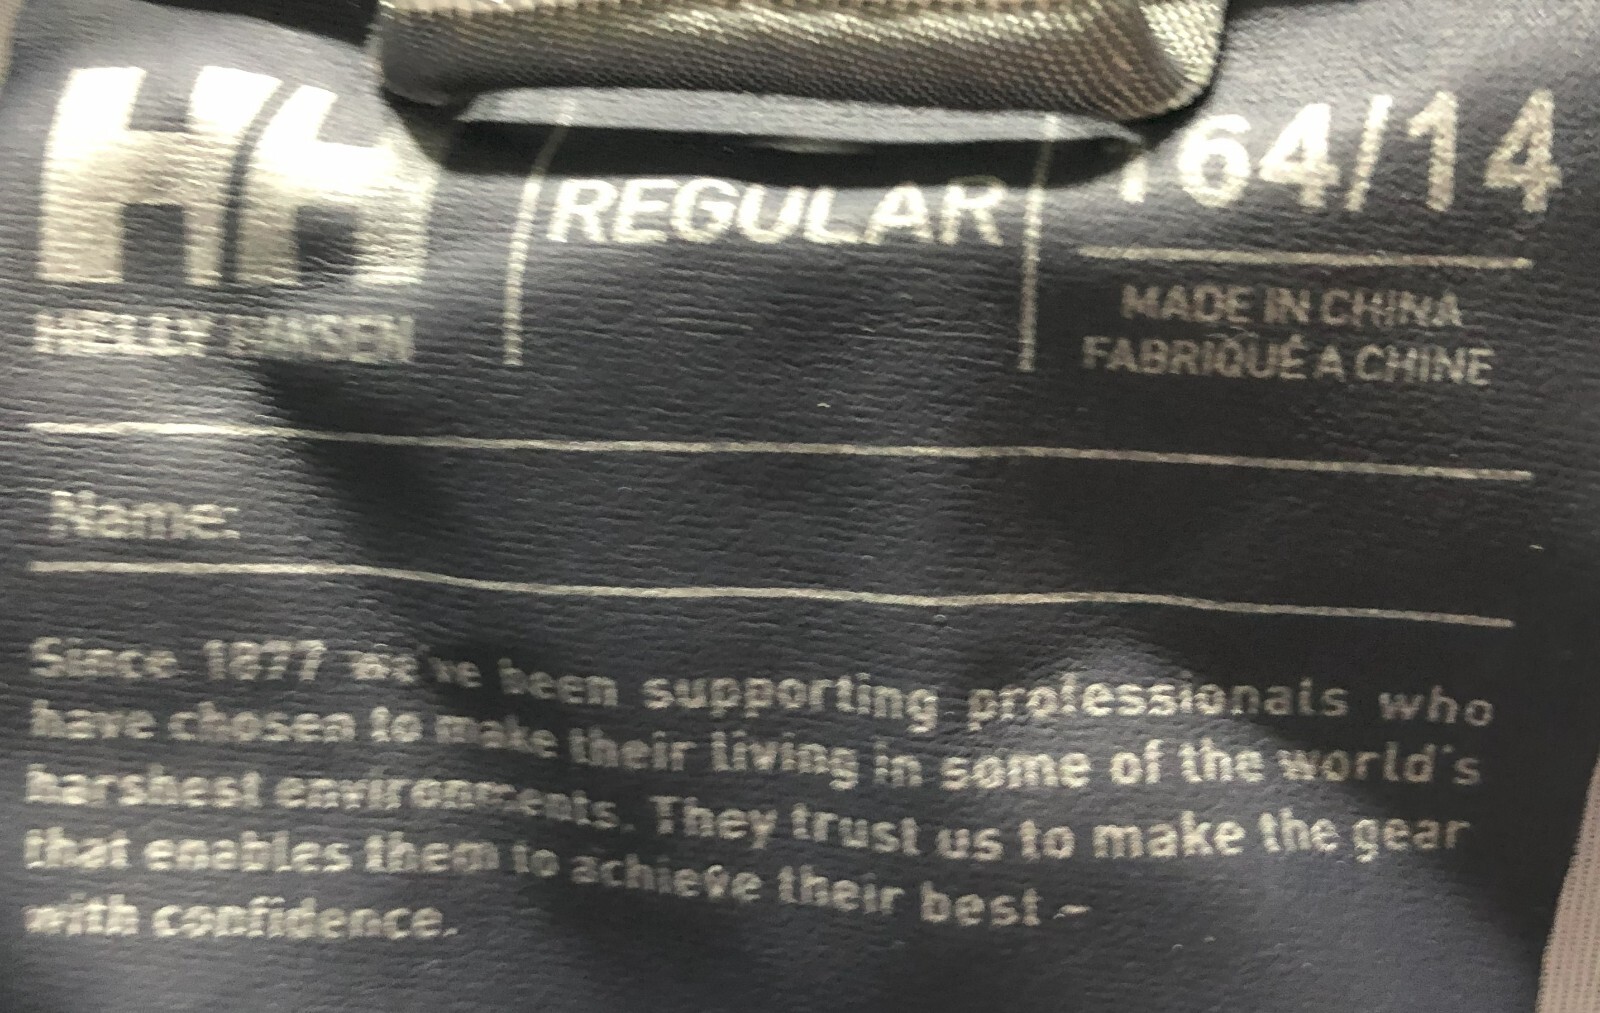 HH
HELLY HANSEN
REGULAR
164/14
MADE IN CHINA
FABRIQUÉ A CHINE
Name:
Since 1877 we've been supporting professionals who
have chosen to make their living in some of the world's
harshest environments. They trust us to make the gear
that enables them to achieve their best –
with confidence.